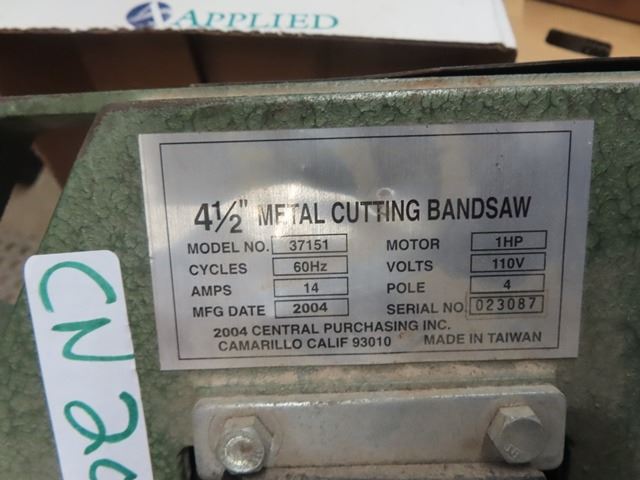 APPLIED
4½" METAL CUTTING BANDSAW
MODEL NO. 37151 MOTOR 1HP
CYCLES 60Hz VOLTS 110V
AMPS 14 POLE 4
MFG DATE 2004 SERIAL NO 023087
2004 CENTRAL PURCHASING INC.
CAMARILLO CALIF 93010 MADE IN TAIWAN
CN 20